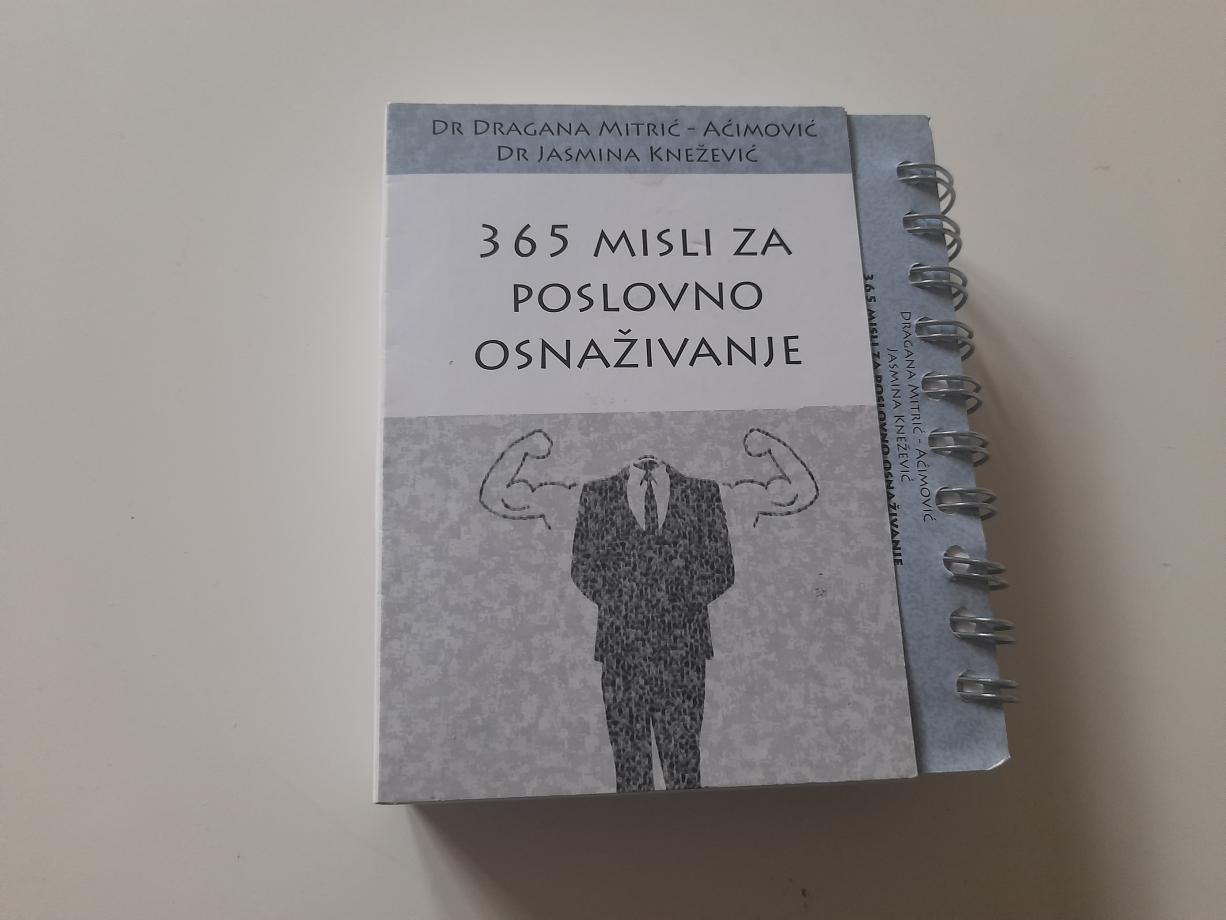 DR DRAGANA MITRIĆ - AĆIMOVIĆ
DR JASMINA KNEŽEVIĆ
365 MISLI ZA
POSLOVNO
OSNAŽIVANJE
DRAGANA MITRIĆ - AĆIMOVIĆ
JASMINA KNEŽEVIĆ
365 MISLI ZA POSLOVNO OSNAŽIVANJE